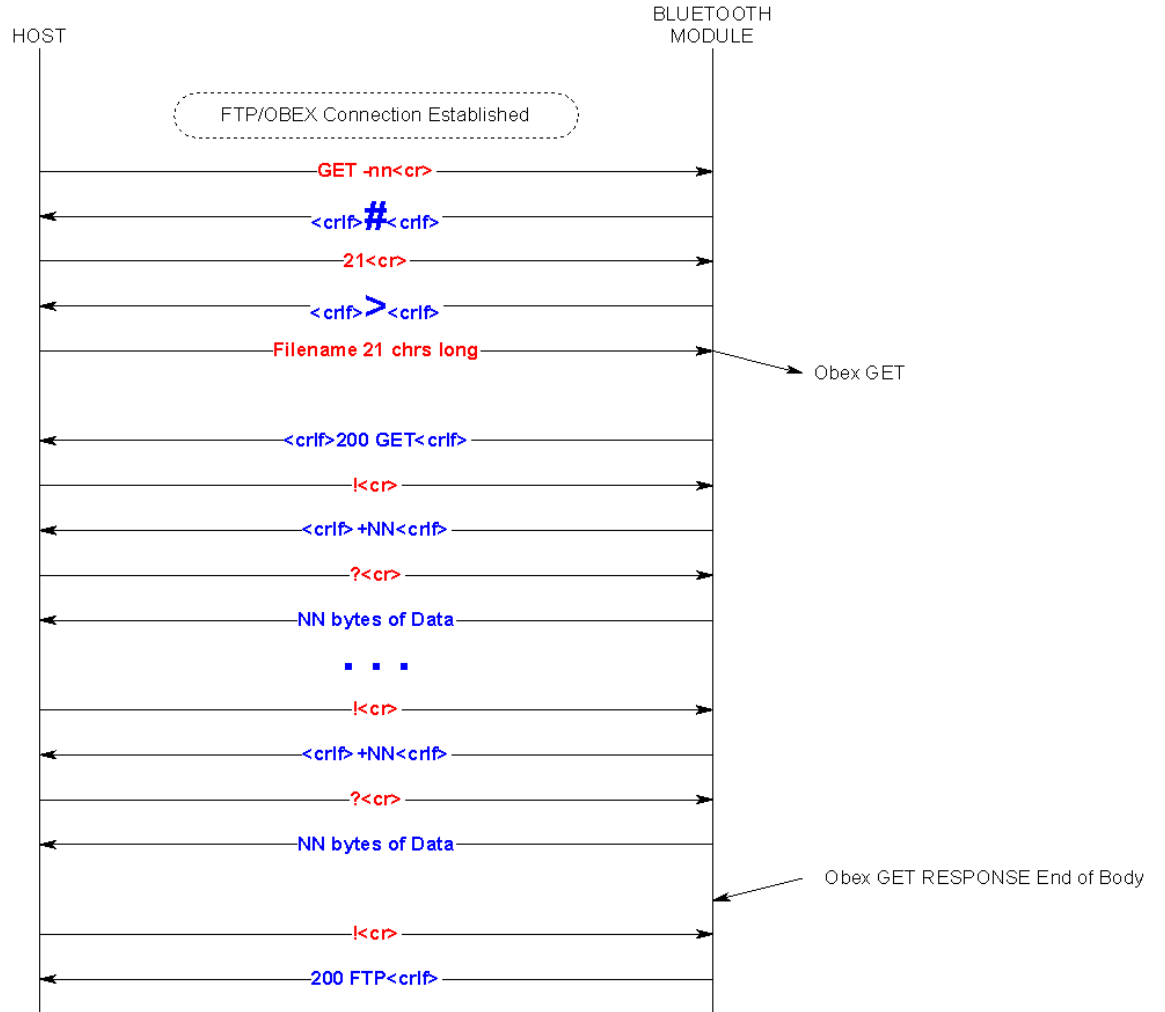 HOST
BLUETOOTH
MODULE
FTP/OBEX Connection Established
GET -nn<cr>
<crlf>#<crlf>
21<cr>
<crlf>><crlf>
Filename 21 chrs long
Obex GET
<crlf>200 GET<crlf>
!<cr>
<crlf>+NN<crlf>
?<cr>
NN bytes of Data
. . .
!<cr>
<crlf>+NN<crlf>
?<cr>
NN bytes of Data
Obex GET RESPONSE End of Body
!<cr>
200 FTP<crlf>